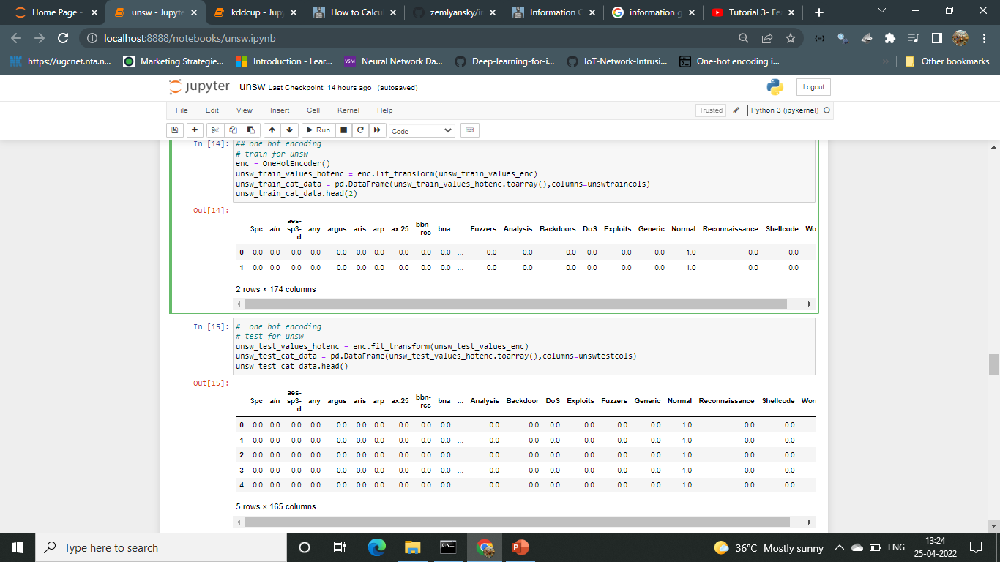 Home Page -
unsw - Jupyte
kddcup - Jup
How to Calcu
zemlyansky/i
Information G
information g
Tutorial 3- Fe
localhost:8888/notebooks/unsw.ipynb
https://ugcnet.nta.n...
Marketing Strategie...
Introduction - Lear...
VSM Neural Network Da...
Deep-learning-for-i...
IoT-Network-Intrusi...
One-hot encoding i...
Other bookmarks
jupyter unsw Last Checkpoint: 14 hours ago (autosaved)
Logout
File Edit View Insert Cell Kernel Help
Trusted Python 3 (ipykernel)
Run Code
In [14]: ## one hot encoding
# train for unsw
enc = OneHotEncoder()
unsw_train_values_hotenc = enc.fit_transform(unsw_train_values_enc)
unsw_train_cat_data = pd.DataFrame(unsw_train_values_hotenc.toarray(),columns=unswtraincols)
unsw_train_cat_data.head(2)
Out[14]:
3pc a/n aes-sp3-d any argus aris arp ax.25 bbn-rcc bna ... Fuzzers Analysis Backdoors DoS Exploits Generic Normal Reconnaissance Shellcode Wo
0 0.0 0.0 0.0 0.0 0.0 0.0 0.0 0.0 0.0 0.0 ... 0.0 0.0 0.0 0.0 0.0 0.0 1.0 0.0 0.0
1 0.0 0.0 0.0 0.0 0.0 0.0 0.0 0.0 0.0 0.0 ... 0.0 0.0 0.0 0.0 0.0 0.0 1.0 0.0 0.0
2 rows × 174 columns
In [15]: # one hot encoding
# test for unsw
unsw_test_values_hotenc = enc.fit_transform(unsw_test_values_enc)
unsw_test_cat_data = pd.DataFrame(unsw_test_values_hotenc.toarray(),columns=unswtestcols)
unsw_test_cat_data.head()
Out[15]:
3pc a/n aes-sp3-d any argus aris arp ax.25 bbn-rcc bna ... Analysis Backdoor DoS Exploits Fuzzers Generic Normal Reconnaissance Shellcode Wor
0 0.0 0.0 0.0 0.0 0.0 0.0 0.0 0.0 0.0 0.0 ... 0.0 0.0 0.0 0.0 0.0 0.0 1.0 0.0 0.0
1 0.0 0.0 0.0 0.0 0.0 0.0 0.0 0.0 0.0 0.0 ... 0.0 0.0 0.0 0.0 0.0 0.0 1.0 0.0 0.0
2 0.0 0.0 0.0 0.0 0.0 0.0 0.0 0.0 0.0 0.0 ... 0.0 0.0 0.0 0.0 0.0 0.0 1.0 0.0 0.0
3 0.0 0.0 0.0 0.0 0.0 0.0 0.0 0.0 0.0 0.0 ... 0.0 0.0 0.0 0.0 0.0 0.0 1.0 0.0 0.0
4 0.0 0.0 0.0 0.0 0.0 0.0 0.0 0.0 0.0 0.0 ... 0.0 0.0 0.0 0.0 0.0 0.0 1.0 0.0 0.0
5 rows × 165 columns
Type here to search
36°C Mostly sunny
ENG
13:24
25-04-2022